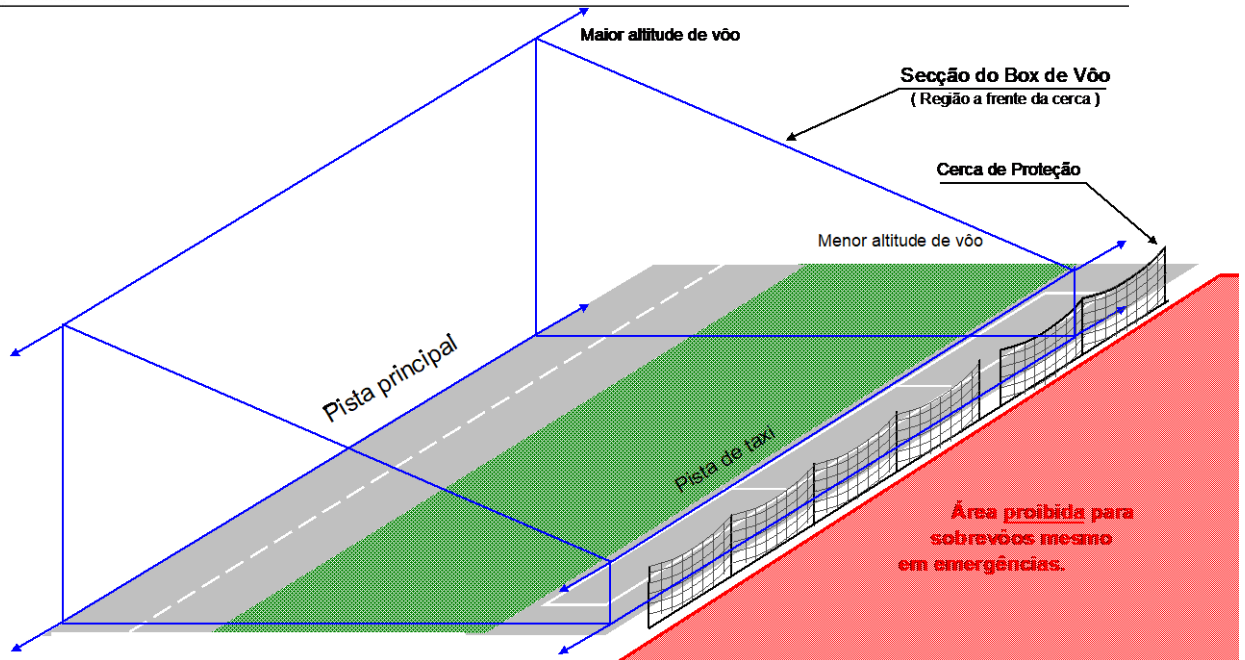 Maior altitude de vôo
Secção do Box de Vôo
( Região a frente da cerca )
Cerca de Proteção
Menor altitude de vôo
Pista principal
Pista de taxi
Área proibida para
sobrevôos mesmo
em emergências.